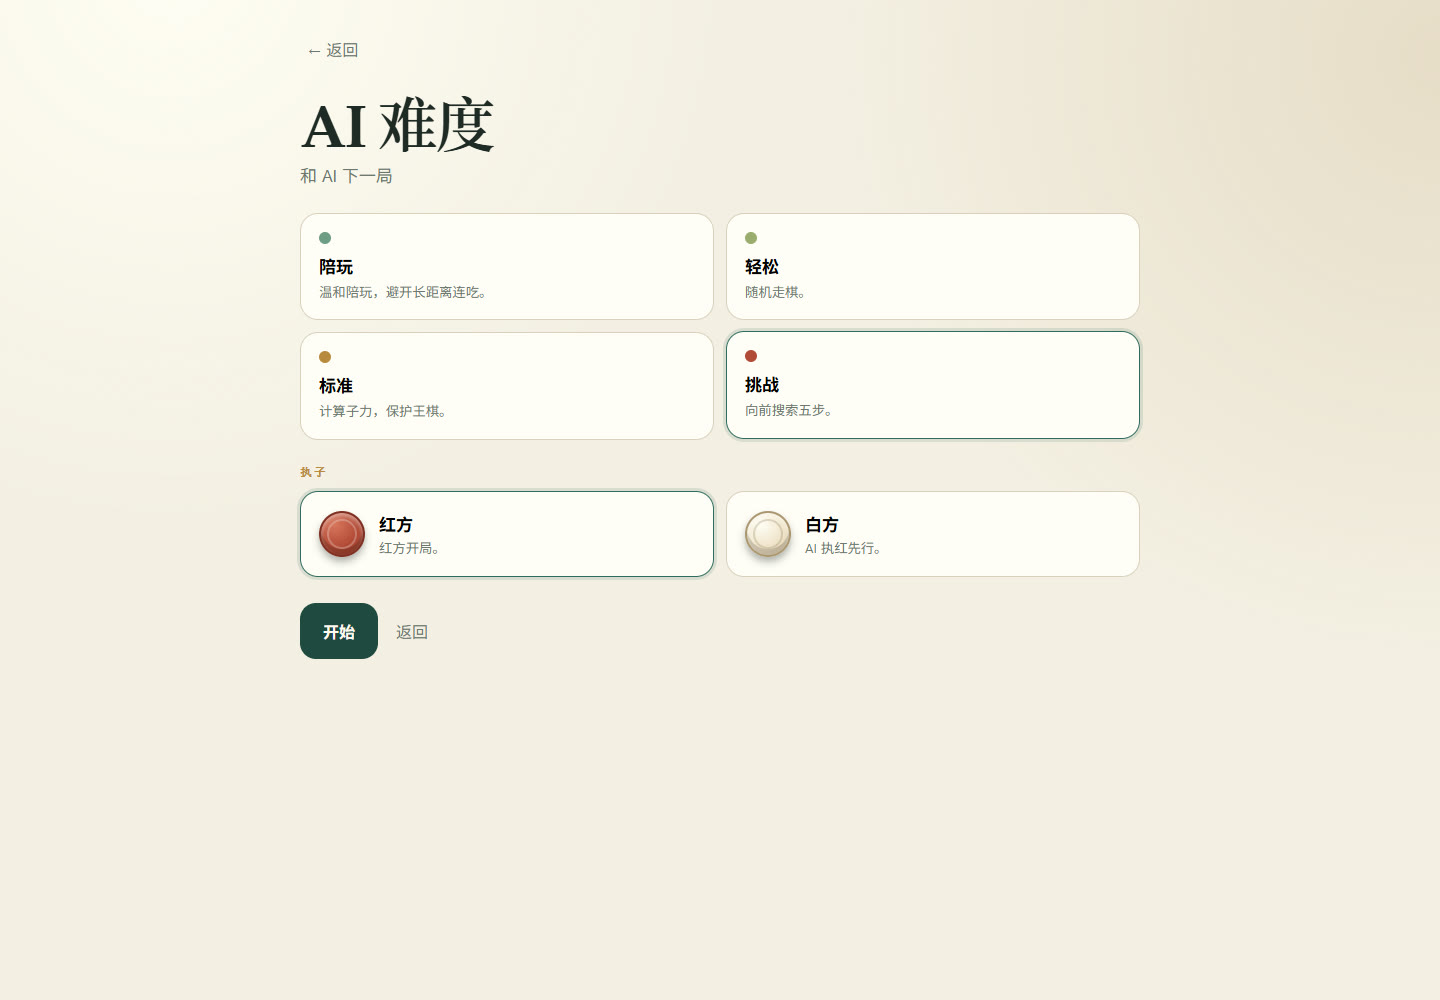 ← 返回
AI 难度
和 AI 下一局
陪玩
温和陪玩，避开长距离连吃。
轻松
随机走棋。
标准
计算子力，保护王棋。
挑战
向前搜索五步。
执子
红方
红方开局。
白方
AI 执红先行。
开始
返回